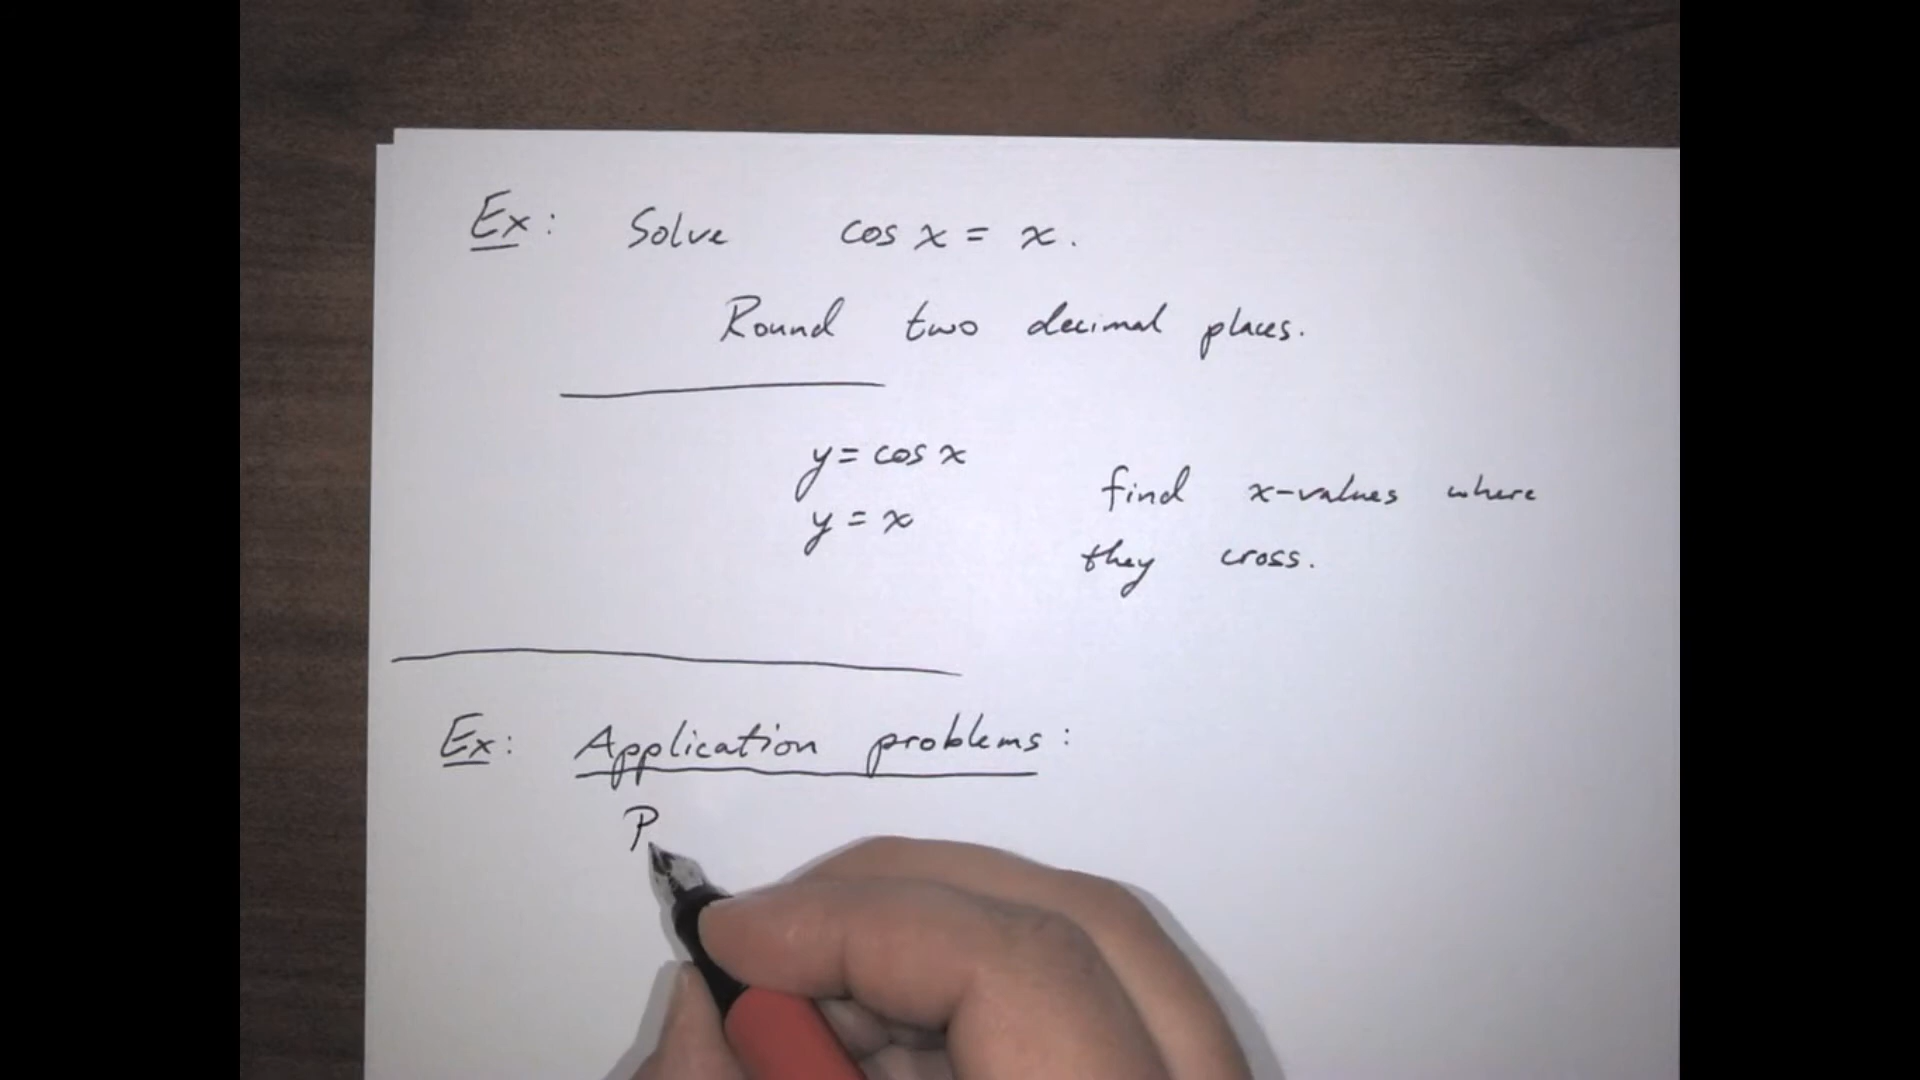 Ex: Solve cos x = x.
Round two decimal places.
y = cos x
y = x
find x-values where
they cross.
Ex: Application problems:
P